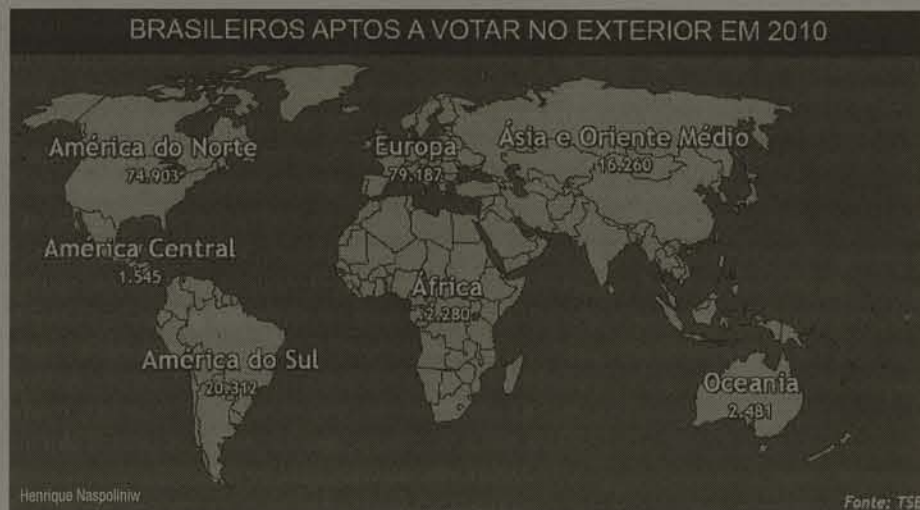 BRASILEIROS APTOS A VOTAR NO EXTERIOR EM 2010
América do Norte
74.903
Europa
79.187
Ásia e Oriente Médio
16.260
América Central
1.545
África
2.280
América do Sul
20.312
Oceania
2.481
Henrique Naspoliniw
Fonte: TSE